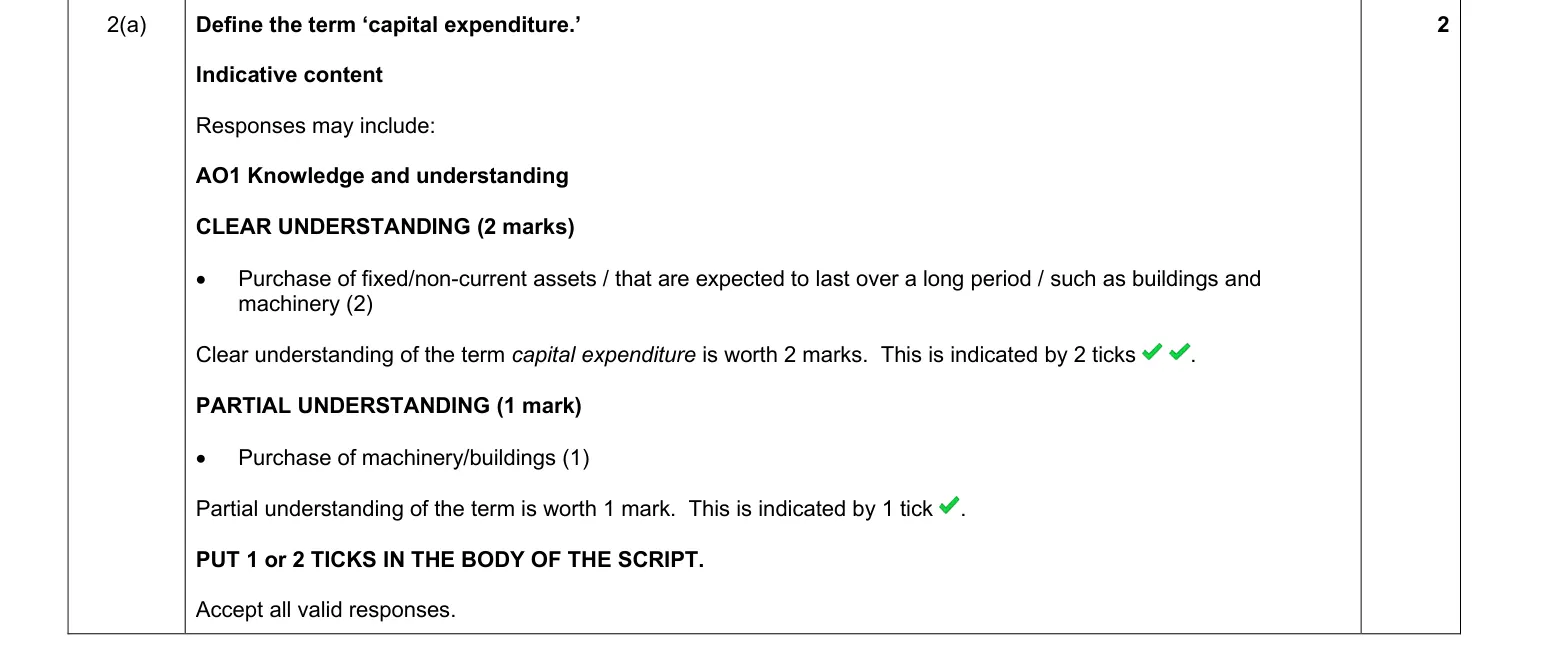 2(a) Define the term ‘capital expenditure.’ 2
Indicative content
Responses may include:
AO1 Knowledge and understanding
CLEAR UNDERSTANDING (2 marks)
• Purchase of fixed/non-current assets / that are expected to last over a long period / such as buildings and
machinery (2)
Clear understanding of the term capital expenditure is worth 2 marks. This is indicated by 2 ticks ✓ ✓.
PARTIAL UNDERSTANDING (1 mark)
• Purchase of machinery/buildings (1)
Partial understanding of the term is worth 1 mark. This is indicated by 1 tick ✓.
PUT 1 or 2 TICKS IN THE BODY OF THE SCRIPT.
Accept all valid responses.